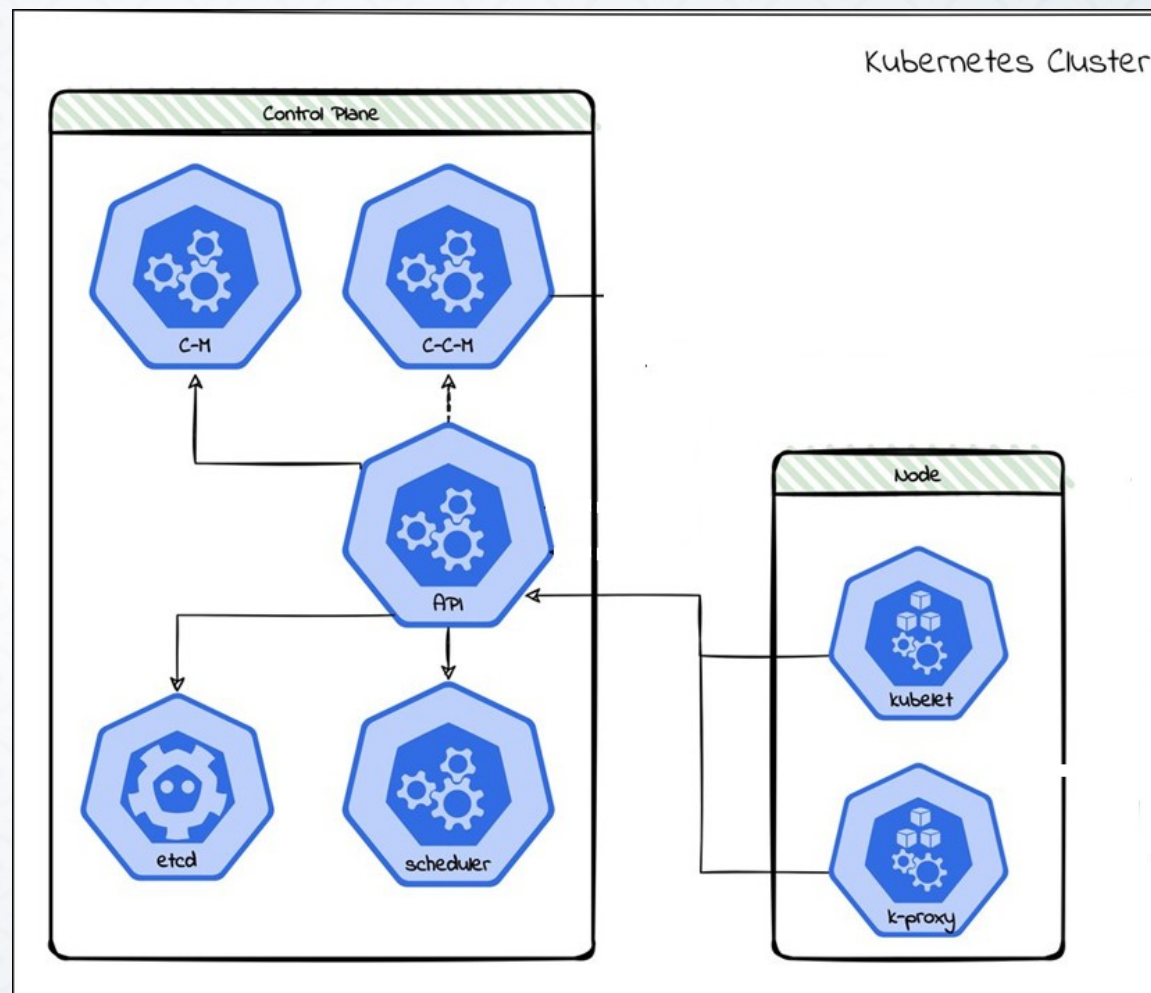 Kubernetes Cluster
Control Plane
C-M
C-C-M
API
etcd
scheduler
Node
kubelet
k-proxy